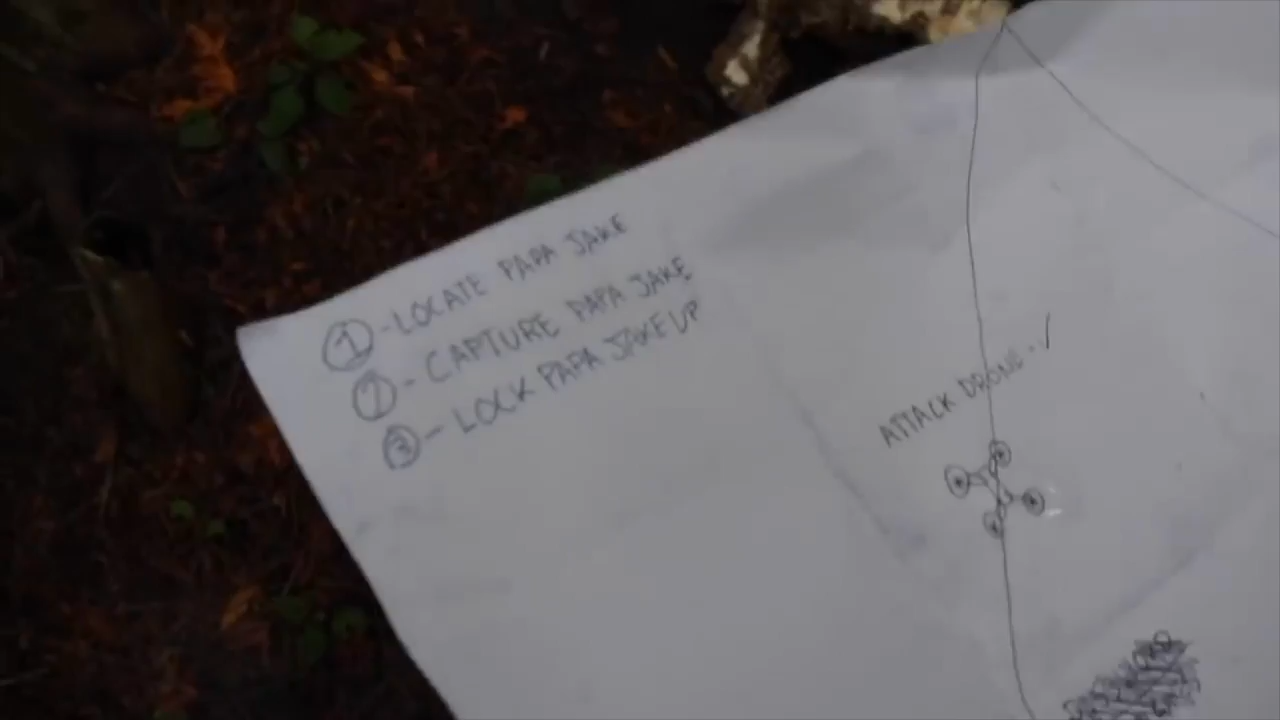 ① -LOCATE PAPA JAKE
② - CAPTURE PAPA JAKE
③ - LOCK PAPA JAKE UP
ATTACK DRONE - ✓